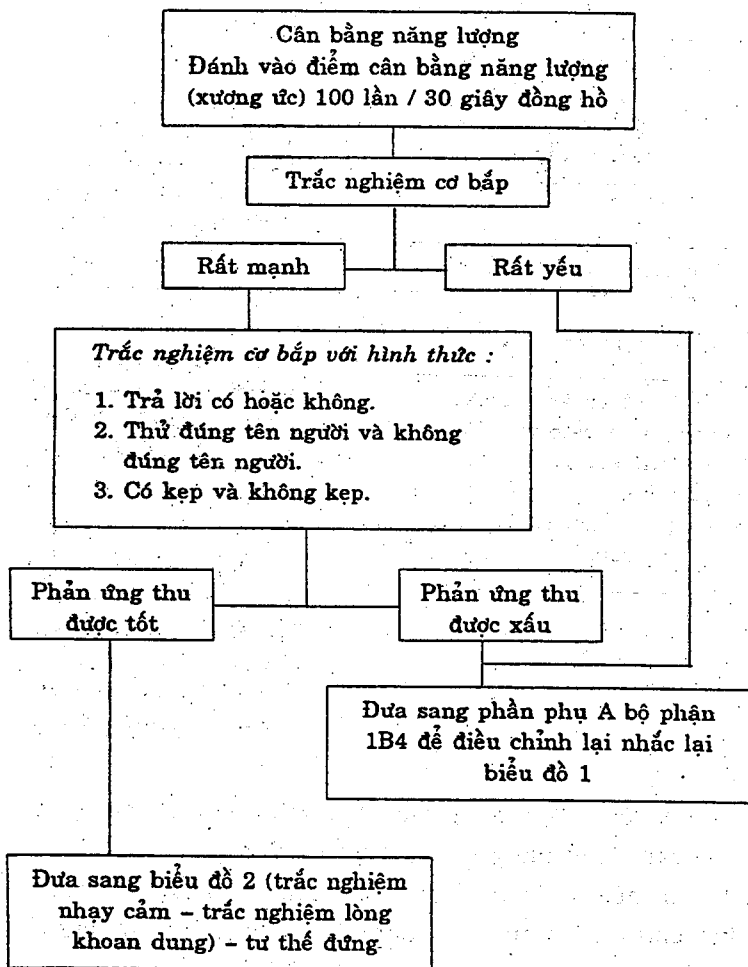 Cân bằng năng lượng
Đánh vào điểm cân bằng năng lượng
(xương ức) 100 lần / 30 giây đồng hồ
Trắc nghiệm cơ bắp
Rất mạnh
Rất yếu
Trắc nghiệm cơ bắp với hình thức :
1. Trả lời có hoặc không.
2. Thử đúng tên người và không
đúng tên người.
3. Có kẹp và không kẹp.
Phản ứng thu
được tốt
Phản ứng thu
được xấu
Đưa sang phần phụ A bộ phận
1B4 để điều chỉnh lại nhắc lại
biểu đồ 1
Đưa sang biểu đồ 2 (trắc nghiệm
nhạy cảm – trắc nghiệm lòng
khoan dung) – tư thế đứng